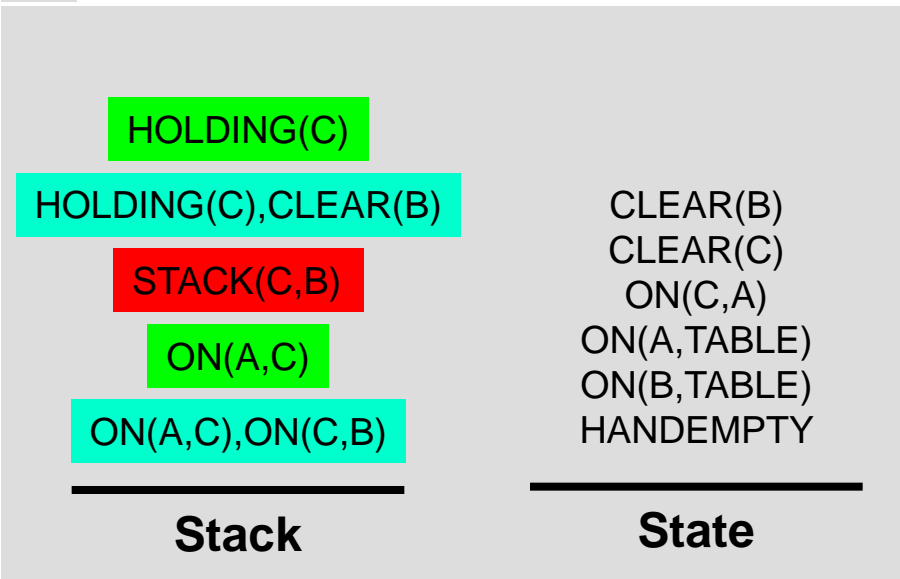 HOLDING(C)
HOLDING(C),CLEAR(B)
STACK(C,B)
ON(A,C)
ON(A,C),ON(C,B)
Stack
CLEAR(B)
CLEAR(C)
ON(C,A)
ON(A,TABLE)
ON(B,TABLE)
HANDEMPTY
State